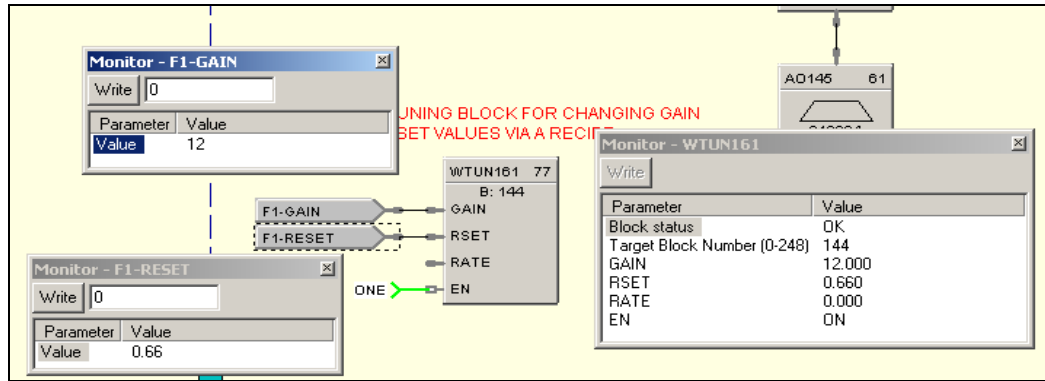 Monitor - F1-GAIN
Write 0
Parameter Value
Value 12
AO145 61
UNING BLOCK FOR CHANGING GAIN
SET VALUES VIA A
Monitor - WTUN161
Write
Parameter Value
Block status OK
Target Block Number (0-248) 144
GAIN 12.000
RSET 0.660
RATE 0.000
EN ON
WTUN161 77
B: 144
F1-GAIN GAIN
F1-RESET RSET
RATE
ONE EN
Monitor - F1-RESET
Write 0
Parameter Value
Value 0.66